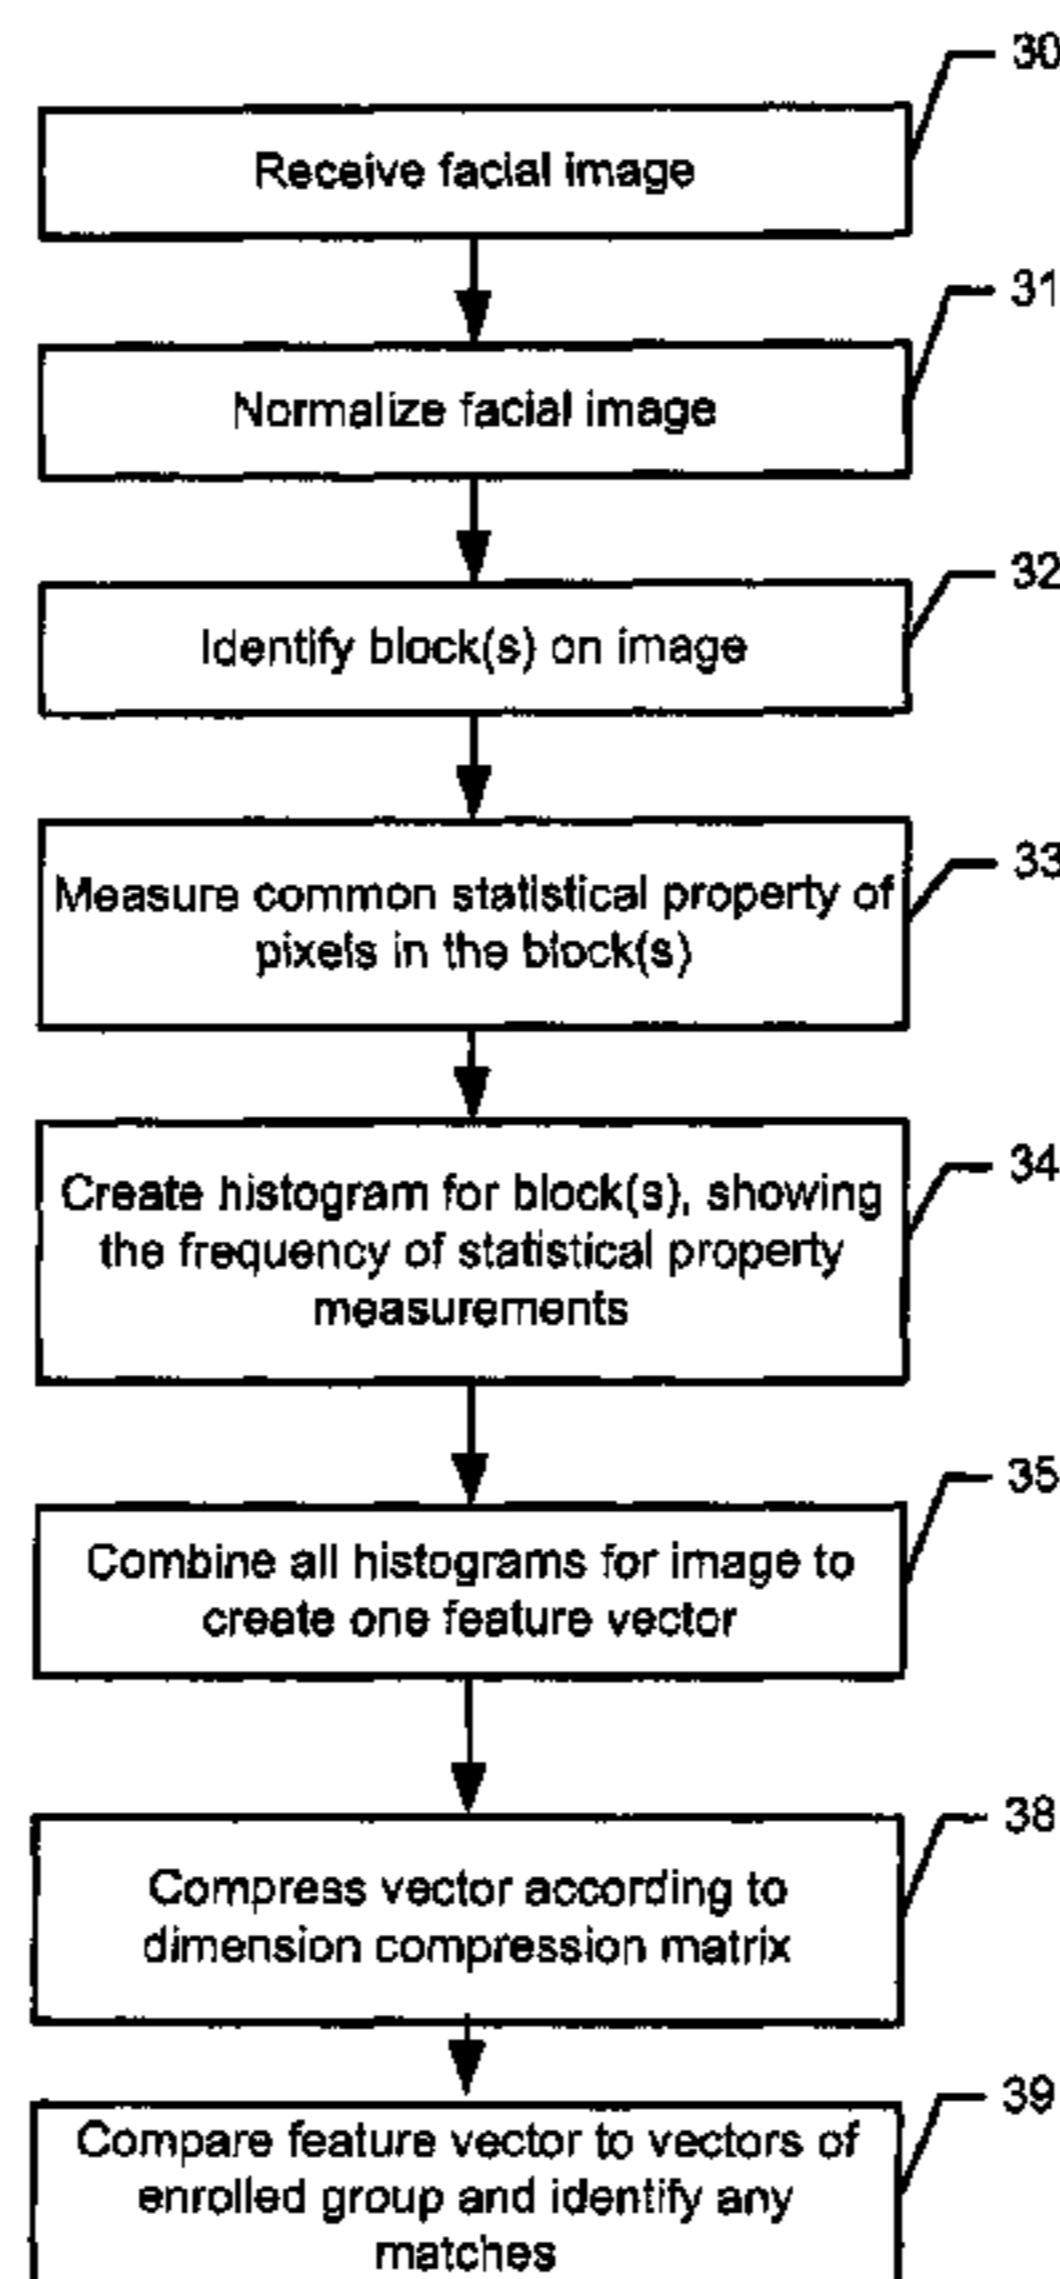 30
Receive facial image
31
Normalize facial image
32
Identify block(s) on image
33
Measure common statistical property of
pixels in the block(s)
34
Create histogram for block(s), showing
the frequency of statistical property
measurements
35
Combine all histograms for image to
create one feature vector
38
Compress vector according to
dimension compression matrix
39
Compare feature vector to vectors of
enrolled group and identify any
matches